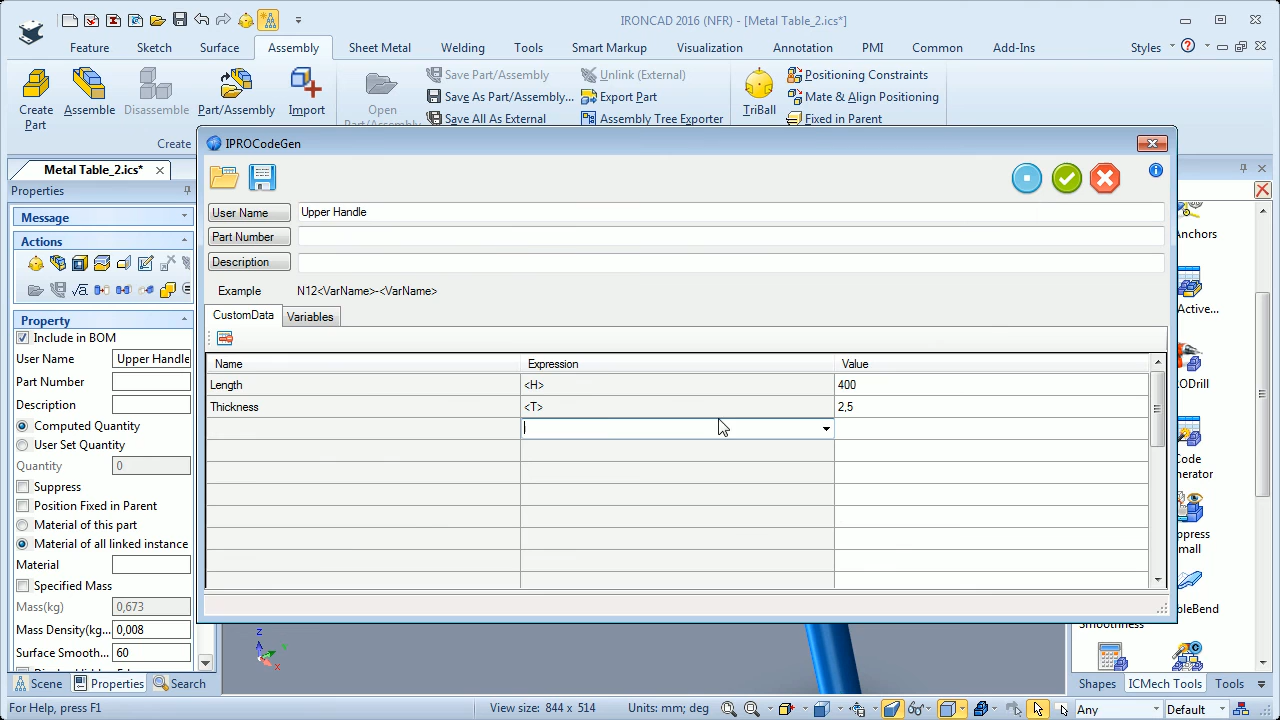 IRONCAD 2016 (NFR) - [Metal Table_2.ics*]
Feature Sketch Surface Assembly Sheet Metal Welding Tools Smart Markup Visualization Annotation PMI Common Add-Ins Styles
Create Part
Assemble
Disassemble
Part/Assembly
Import
Open
Save Part/Assembly
Save As Part/Assembly...
Save All As External
Unlink (External)
Export Part
Assembly Tree Exporter
TriBall
Positioning Constraints
Mate & Align Positioning
Fixed in Parent
Create
Metal Table_2.ics*
Properties
Message
Actions
Property
Include in BOM
User Name Upper Handle
Part Number
Description
Computed Quantity
User Set Quantity
Quantity 0
Suppress
Position Fixed in Parent
Material of this part
Material of all linked instance
Material
Specified Mass
Mass(kg) 0,673
Mass Density(kg... 0,008
Surface Smooth... 60
Scene Properties Search
IPROCodeGen
User Name Upper Handle
Part Number
Description
Example N12<VarName>-<VarName>
CustomData Variables
Name Expression Value
Length <H> 400
Thickness <T> 2,5
Anchors
Active...
ODrill
Code
nerator
press
mall
bleBend
Smoothness
Shapes ICMech Tools Tools
z
Y
X
For Help, press F1
View size: 844 x 514
Units: mm; deg
Any
Default